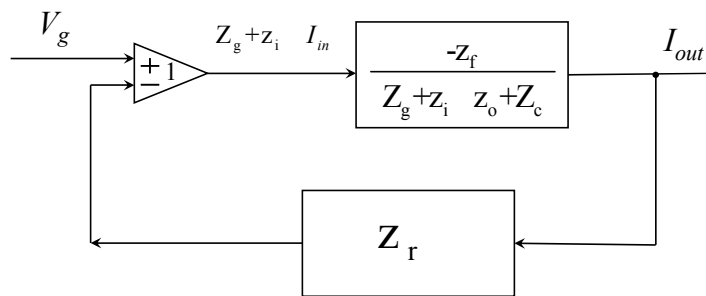 V_g
+ 1
−
Z_g+z_i I_in
-z_f
Z_g+z_i z_o+Z_c
I_out
z_r